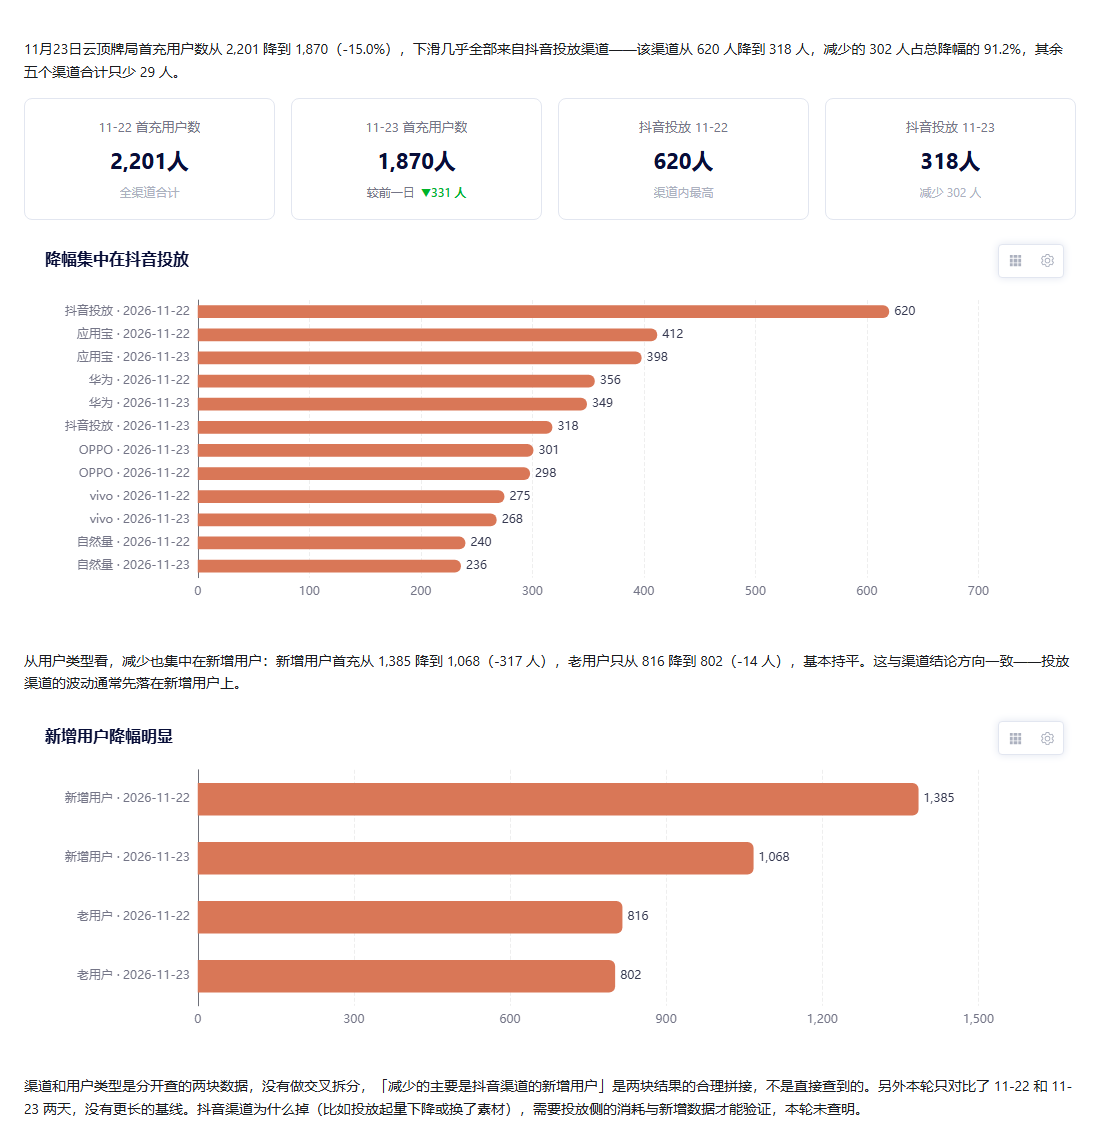 11月23日云顶牌局首充用户数从 2,201 降到 1,870（-15.0%），下滑几乎全部来自抖音投放渠道——该渠道从 620 人降到 318 人，减少的 302 人占总降幅的 91.2%，其余
五个渠道合计只少 29 人。
11-22 首充用户数
2,201人
全渠道合计
11-23 首充用户数
1,870人
较前一日 ▼331 人
抖音投放 11-22
620人
渠道内最高
抖音投放 11-23
318人
减少 302 人
降幅集中在抖音投放
抖音投放 · 2026-11-22 620
应用宝 · 2026-11-22 412
应用宝 · 2026-11-23 398
华为 · 2026-11-22 356
华为 · 2026-11-23 349
抖音投放 · 2026-11-23 318
OPPO · 2026-11-23 301
OPPO · 2026-11-22 298
vivo · 2026-11-22 275
vivo · 2026-11-23 268
自然量 · 2026-11-22 240
自然量 · 2026-11-23 236
0 100 200 300 400 500 600 700
从用户类型看，减少也集中在新增用户：新增用户首充从 1,385 降到 1,068（-317 人），老用户只从 816 降到 802（-14 人），基本持平。这与渠道结论方向一致——投放
渠道的波动通常先落在新增用户上。
新增用户降幅明显
新增用户 · 2026-11-22 1,385
新增用户 · 2026-11-23 1,068
老用户 · 2026-11-22 816
老用户 · 2026-11-23 802
0 300 600 900 1,200 1,500
渠道和用户类型是分开查的两块数据，没有做交叉拆分，「减少的主要是抖音渠道的新增用户」是两块结果的合理拼接，不是直接查到的。另外本轮只对比了 11-22 和 11-
23 两天，没有更长的基线。抖音渠道为什么掉（比如投放起量下降或换了素材），需要投放侧的消耗与新增数据才能验证，本轮未查明。